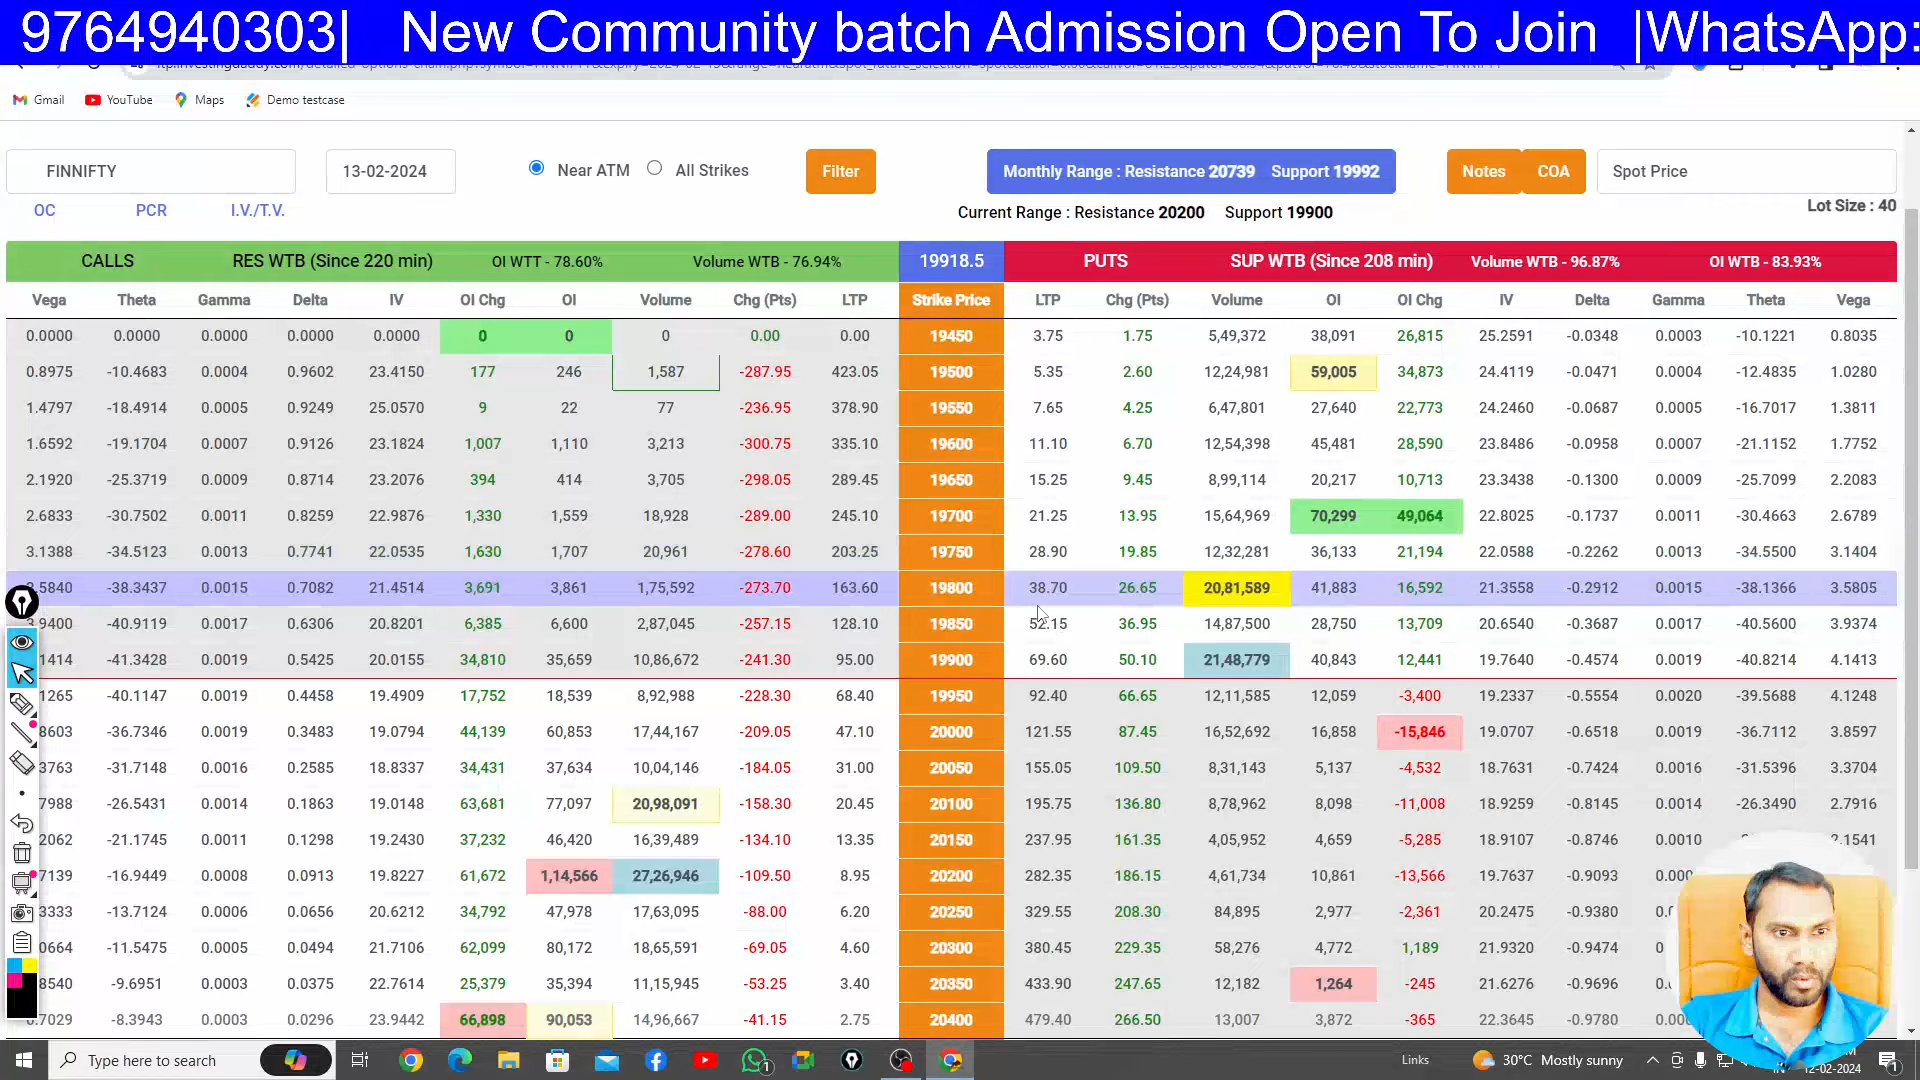 9764940303| New Community batch Admission Open To Join |WhatsApp:
Gmail YouTube Maps Demo testcase
FINNIFTY 13-02-2024 Near ATM All Strikes Filter Monthly Range : Resistance 20739 Support 19992 Notes COA Spot Price
OC PCR I.V./T.V. Current Range : Resistance 20200 Support 19900 Lot Size : 40
CALLS RES WTB (Since 220 min) OI WTT - 78.60% Volume WTB - 76.94% 19918.5 PUTS SUP WTB (Since 208 min) Volume WTB - 96.87% OI WTB - 83.93%
Vega Theta Gamma Delta IV OI Chg OI Volume Chg (Pts) LTP Strike Price LTP Chg (Pts) Volume OI OI Chg IV Delta Gamma Theta Vega
0.0000 0.0000 0.0000 0.0000 0.0000 0 0 0 0.00 0.00 19450 3.75 1.75 5,49,372 38,091 26,815 25.2591 -0.0348 0.0003 -10.1221 0.8035
0.8975 -10.4683 0.0004 0.9602 23.4150 177 246 1,587 -287.95 423.05 19500 5.35 2.60 12,24,981 59,005 34,873 24.4119 -0.0471 0.0004 -12.4835 1.0280
1.4797 -18.4914 0.0005 0.9249 25.0570 9 22 77 -236.95 378.90 19550 7.65 4.25 6,47,801 27,640 22,773 24.2460 -0.0687 0.0005 -16.7017 1.3811
1.6592 -19.1704 0.0007 0.9126 23.1824 1,007 1,110 3,213 -300.75 335.10 19600 11.10 6.70 12,54,398 45,481 28,590 23.8486 -0.0958 0.0007 -21.1152 1.7752
2.1920 -25.3719 0.0009 0.8714 23.2076 394 414 3,705 -298.05 289.45 19650 15.25 9.45 8,99,114 20,217 10,713 23.3438 -0.1300 0.0009 -25.7099 2.2083
2.6833 -30.7502 0.0011 0.8259 22.9876 1,330 1,559 18,928 -289.00 245.10 19700 21.25 13.95 15,64,969 70,299 49,064 22.8025 -0.1737 0.0011 -30.4663 2.6789
3.1388 -34.5123 0.0013 0.7741 22.0535 1,630 1,707 20,961 -278.60 203.25 19750 28.90 19.85 12,32,281 36,133 21,194 22.0588 -0.2262 0.0013 -34.5500 3.1404
.5840 -38.3437 0.0015 0.7082 21.4514 3,691 3,861 1,75,592 -273.70 163.60 19800 38.70 26.65 20,81,589 41,883 16,592 21.3558 -0.2912 0.0015 -38.1366 3.5805
.9400 -40.9119 0.0017 0.6306 20.8201 6,385 6,600 2,87,045 -257.15 128.10 19850 52.15 36.95 14,87,500 28,750 13,709 20.6540 -0.3687 0.0017 -40.5600 3.9374
.1414 -41.3428 0.0019 0.5425 20.0155 34,810 35,659 10,86,672 -241.30 95.00 19900 69.60 50.10 21,48,779 40,843 12,441 19.7640 -0.4574 0.0019 -40.8214 4.1413
.1265 -40.1147 0.0019 0.4458 19.4909 17,752 18,539 8,92,988 -228.30 68.40 19950 92.40 66.65 12,11,585 12,059 -3,400 19.2337 -0.5554 0.0020 -39.5688 4.1248
8603 -36.7346 0.0019 0.3483 19.0794 44,139 60,853 17,44,167 -209.05 47.10 20000 121.55 87.45 16,52,692 16,858 -15,846 19.0707 -0.6518 0.0019 -36.7112 3.8597
3763 -31.7148 0.0016 0.2585 18.8337 34,431 37,634 10,04,146 -184.05 31.00 20050 155.05 109.50 8,31,143 5,137 -4,532 18.7631 -0.7424 0.0016 -31.5396 3.3704
7988 -26.5431 0.0014 0.1863 19.0148 63,681 77,097 20,98,091 -158.30 20.45 20100 195.75 136.80 8,78,962 8,098 -11,008 18.9259 -0.8145 0.0014 -26.3490 2.7916
2062 -21.1745 0.0011 0.1298 19.2430 37,232 46,420 16,39,489 -134.10 13.35 20150 237.95 161.35 4,05,952 4,659 -5,285 18.9107 -0.8746 0.0010 .1541
7139 -16.9449 0.0008 0.0913 19.8227 61,672 1,14,566 27,26,946 -109.50 8.95 20200 282.35 186.15 4,61,734 10,861 -13,566 19.7637 -0.9093
3333 -13.7124 0.0006 0.0656 20.6212 34,792 47,978 17,63,095 -88.00 6.20 20250 329.55 208.30 84,895 2,977 -2,361 20.2475 -0.9380
0664 -11.5475 0.0005 0.0494 21.7106 62,099 80,172 18,65,591 -69.05 4.60 20300 380.45 229.35 58,276 4,772 1,189 21.9320 -0.9474
8540 -9.6951 0.0003 0.0375 22.7614 25,379 35,394 11,15,945 -53.25 3.40 20350 433.90 247.65 12,182 1,264 -245 21.6276 -0.9696
.7029 -8.3943 0.0003 0.0296 23.9442 66,898 90,053 14,96,667 -41.15 2.75 20400 479.40 266.50 13,007 3,872 -365 22.3645 -0.9780
Type here to search Links 30°C Mostly sunny 12-02-2024